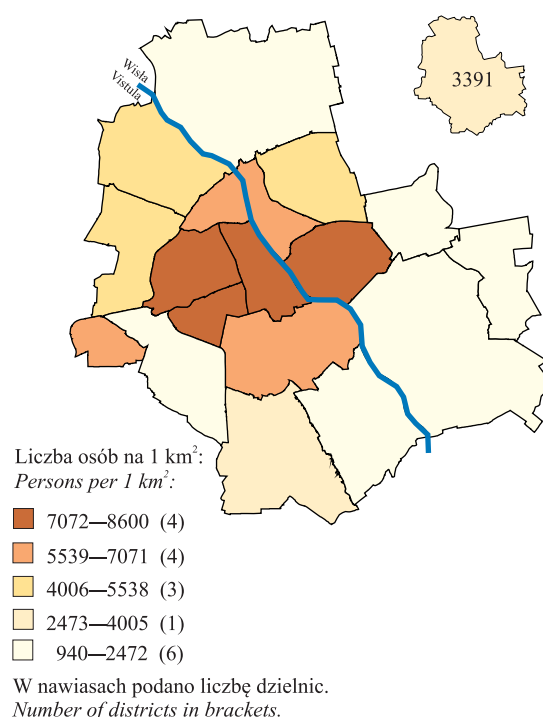 Wisła
Vistula
3391
Liczba osób na 1 km²:
Persons per 1 km²:
7072—8600 (4)
5539—7071 (4)
4006—5538 (3)
2473—4005 (1)
940—2472 (6)
W nawiasach podano liczbę dzielnic.
Number of districts in brackets.